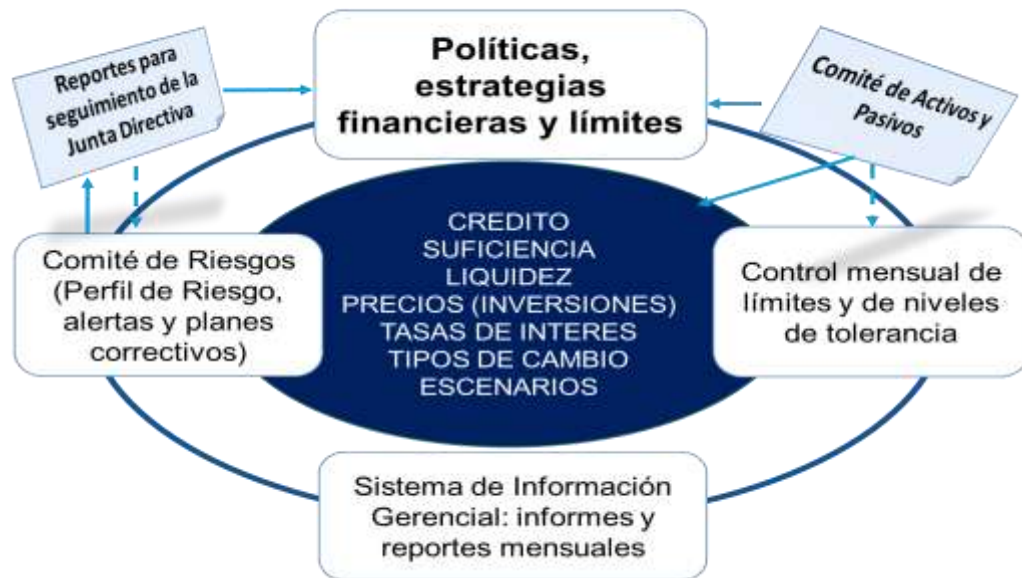 Políticas,
estrategias
financieras y límites
Reportes para
seguimiento de la
Junta Directiva
Comité de Activos y
Pasivos
CREDITO
SUFICIENCIA
LIQUIDEZ
PRECIOS (INVERSIONES)
TASAS DE INTERES
TIPOS DE CAMBIO
ESCENARIOS
Comité de Riesgos
(Perfil de Riesgo,
alertas y planes
correctivos)
Control mensual de
límites y de niveles
de tolerancia
Sistema de Información
Gerencial: informes y
reportes mensuales